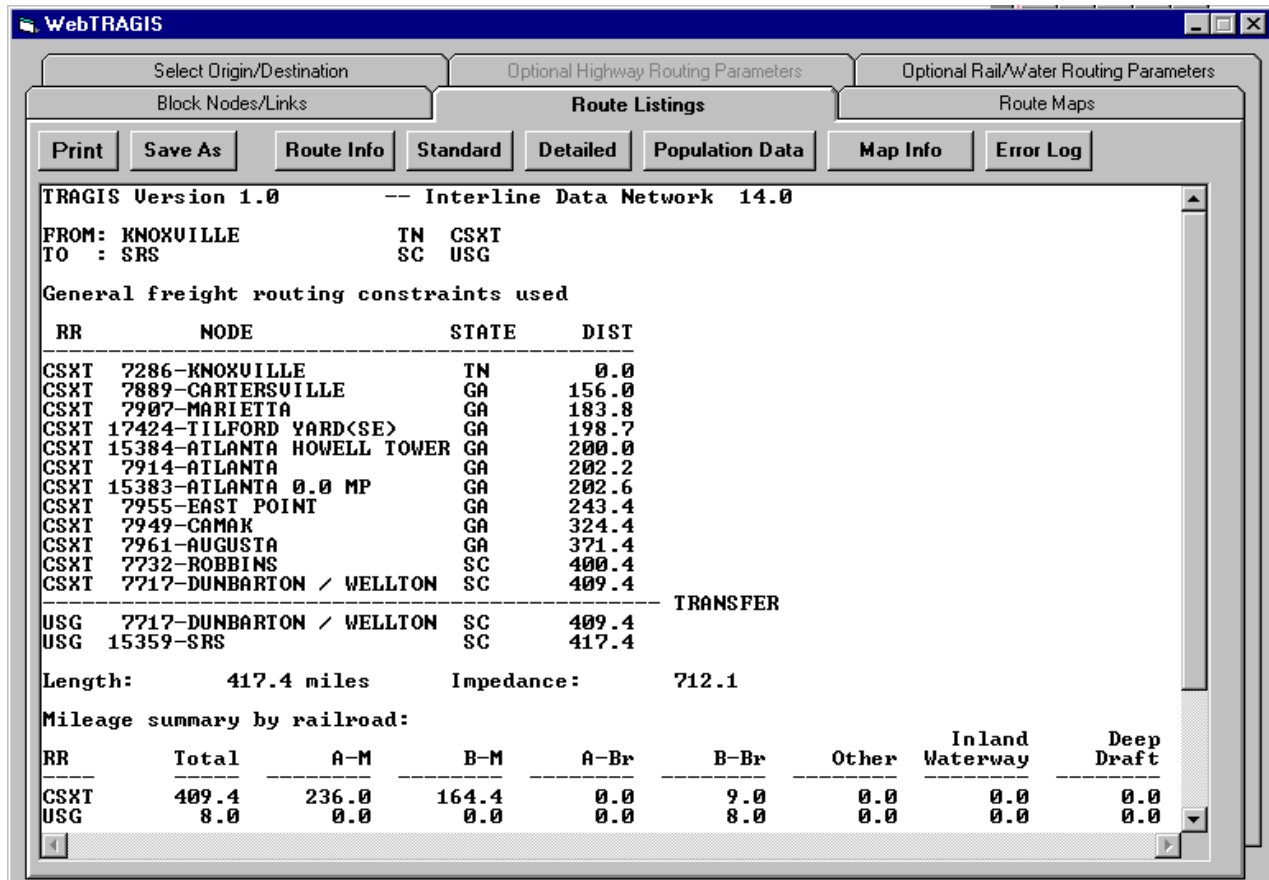 WebTRAGIS
Select Origin/Destination Optional Highway Routing Parameters Optional Rail/Water Routing Parameters
Block Nodes/Links Route Listings Route Maps
Print Save As Route Info Standard Detailed Population Data Map Info Error Log
TRAGIS Version 1.0 -- Interline Data Network 14.0
FROM: KNOXVILLE TN CSXT
TO : SRS SC USG
General freight routing constraints used
RR NODE STATE DIST
CSXT 7286-KNOXVILLE TN 0.0
CSXT 7889-CARTERSVILLE GA 156.0
CSXT 7907-MARIETTA GA 183.8
CSXT 17424-TILFORD YARD(SE) GA 198.7
CSXT 15384-ATLANTA HOWELL TOWER GA 200.0
CSXT 7914-ATLANTA GA 202.2
CSXT 15383-ATLANTA 0.0 MP GA 202.6
CSXT 7955-EAST POINT GA 243.4
CSXT 7949-CAMAK GA 324.4
CSXT 7961-AUGUSTA GA 371.4
CSXT 7732-ROBBINS SC 400.4
CSXT 7717-DUNBARTON / WELLTON SC 409.4
TRANSFER
USG 7717-DUNBARTON / WELLTON SC 409.4
USG 15359-SRS SC 417.4
Length: 417.4 miles Impedance: 712.1
Mileage summary by railroad:
Inland Deep
RR Total A-M B-M A-Br B-Br Other Waterway Draft
CSXT 409.4 236.0 164.4 0.0 9.0 0.0 0.0 0.0
USG 8.0 0.0 0.0 0.0 8.0 0.0 0.0 0.0